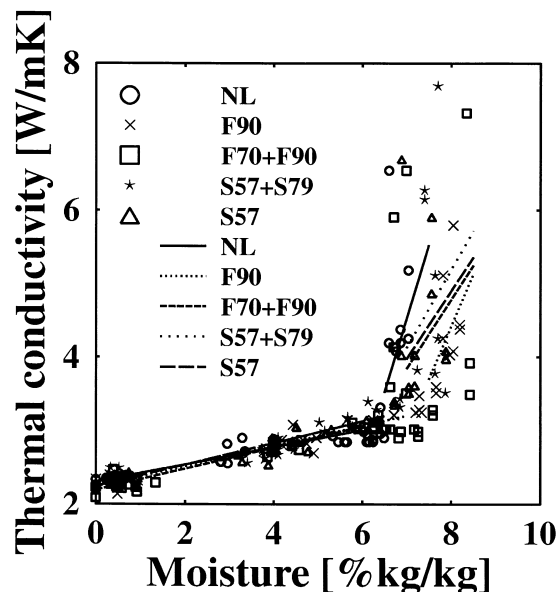 Thermal conductivity [W/mK]
8
6
4
2
NL
F90
F70+F90
S57+S79
S57
NL
F90
F70+F90
S57+S79
S57
0 2 4 6 8 10
Moisture [%kg/kg]